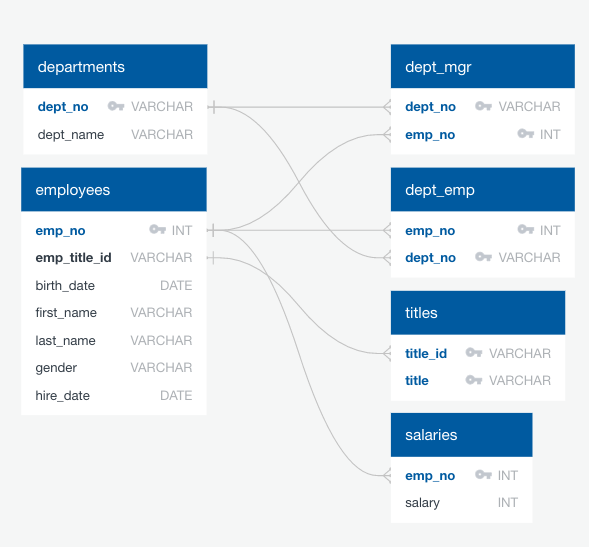 departments
dept_no VARCHAR
dept_name VARCHAR
employees
emp_no INT
emp_title_id VARCHAR
birth_date DATE
first_name VARCHAR
last_name VARCHAR
gender VARCHAR
hire_date DATE
dept_mgr
dept_no VARCHAR
emp_no INT
dept_emp
emp_no INT
dept_no VARCHAR
titles
title_id VARCHAR
title VARCHAR
salaries
emp_no INT
salary INT